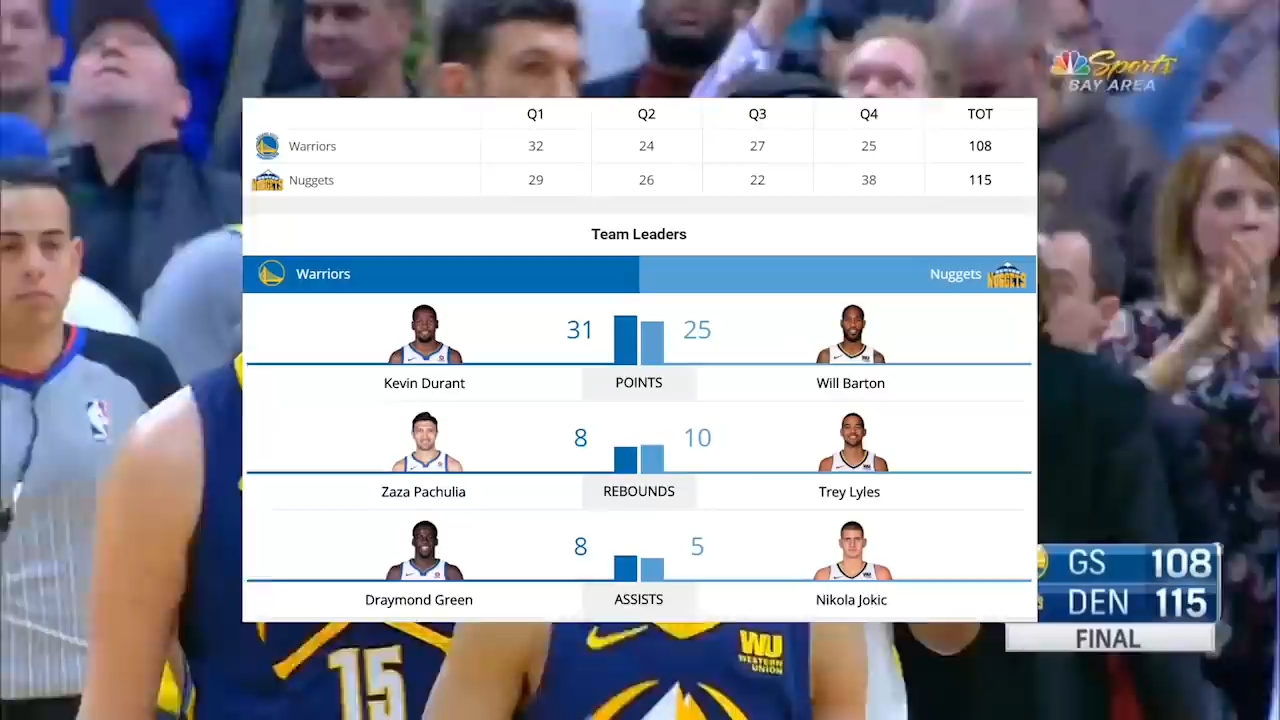 Sports
BAY AREA
Q1 Q2 Q3 Q4 TOT
Warriors 32 24 27 25 108
NUGGETS Nuggets 29 26 22 38 115
Team Leaders
Warriors Nuggets NUGGETS
31 25
Kevin Durant POINTS Will Barton
8 10
Zaza Pachulia REBOUNDS Trey Lyles
8 5
Draymond Green ASSISTS Nikola Jokic
GS 108
DEN 115
FINAL
15
WU
WESTERN
UNION